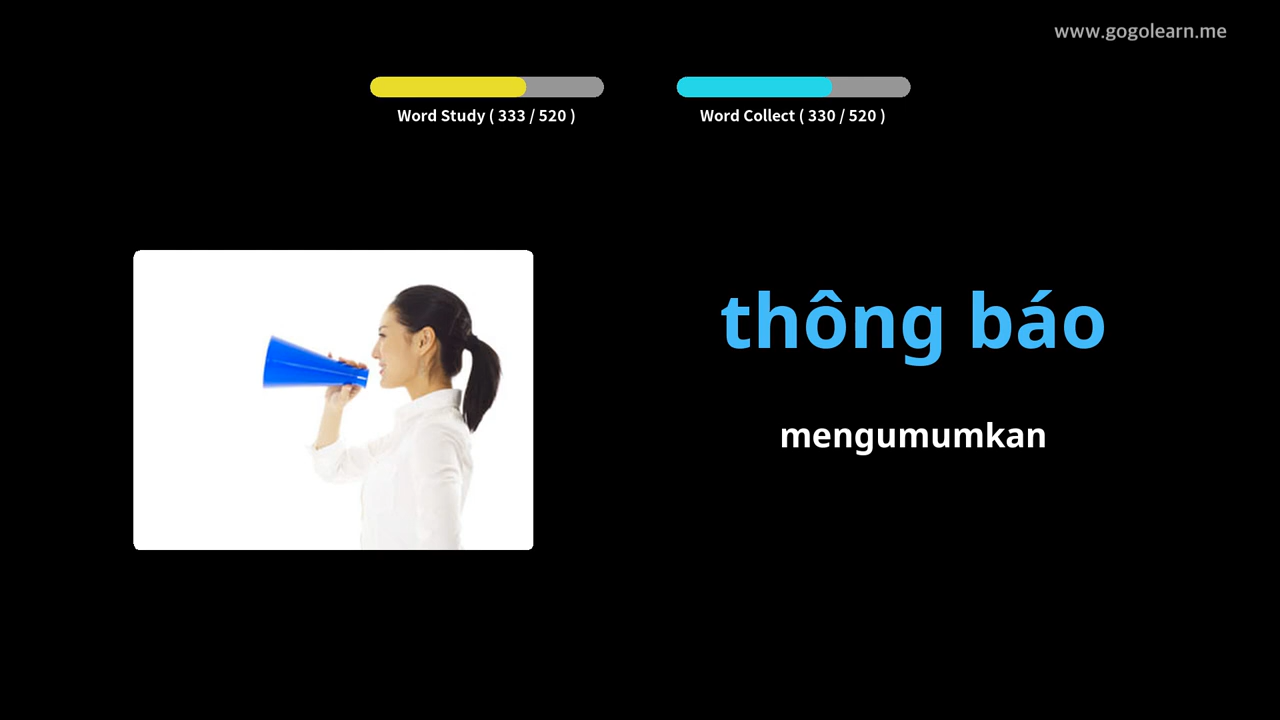 www.gogolearn.me
Word Study ( 333 / 520 )
Word Collect ( 330 / 520 )
thông báo
mengumumkan